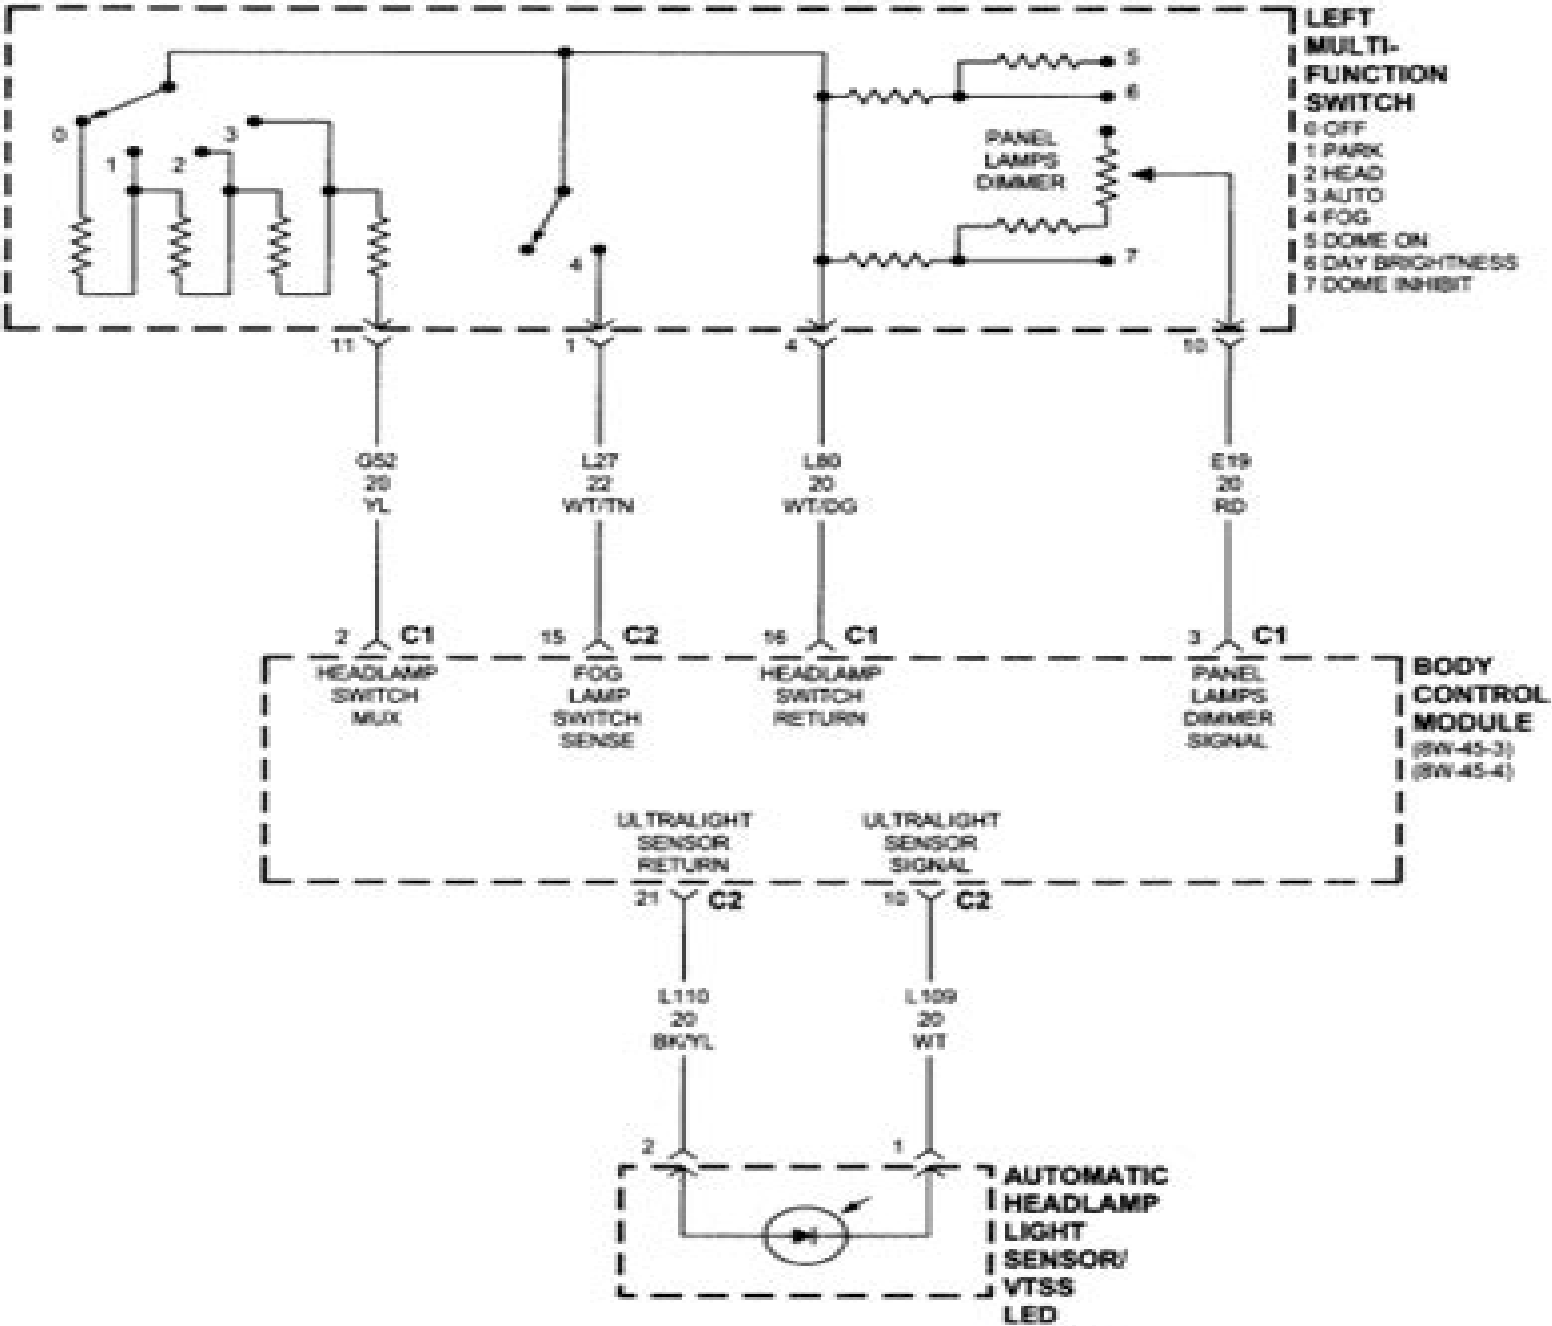 LEFT
MULTI-
FUNCTION
SWITCH
0 OFF
1 PARK
2 HEAD
3 AUTO
4 FOG
5 DOME ON
6 DAY BRIGHTNESS
7 DOME INHIBIT
0
1
2
3
4
5
6
PANEL
LAMPS
DIMMER
7
11
1
4
10
G52
20
YL
L27
22
WT/TN
L80
20
WT/DG
E19
20
RD
2 C1
15 C2
16 C1
3 C1
HEADLAMP
SWITCH
MUX
FOG
LAMP
SWITCH
SENSE
HEADLAMP
SWITCH
RETURN
PANEL
LAMPS
DIMMER
SIGNAL
BODY
CONTROL
MODULE
(8W-45-3)
(8W-45-4)
ULTRALIGHT
SENSOR
RETURN
ULTRALIGHT
SENSOR
SIGNAL
21 C2
10 C2
L110
20
BK/YL
L109
20
WT
2
1
AUTOMATIC
HEADLAMP
LIGHT
SENSOR/
VTSS
LED